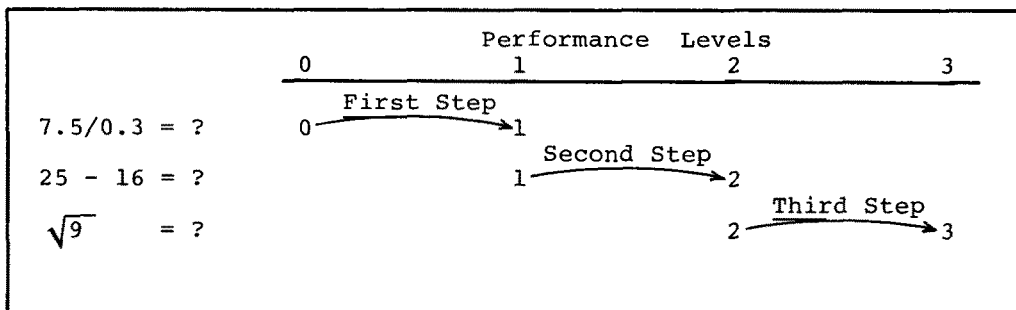 Performance Levels
0 1 2 3
First Step
7.5/0.3 = ? 0 1
Second Step
25 - 16 = ? 1 2
Third Step
√9 = ? 2 3